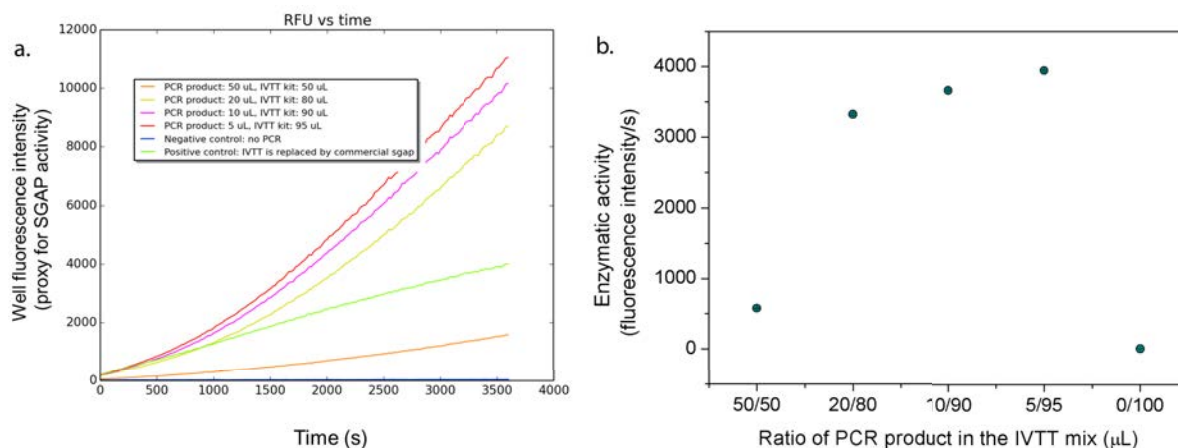 a.
RFU vs time
12000
10000
8000
6000
4000
2000
0
Well fluorescence intensity
(proxy for SGAP activity)
PCR product: 50 uL, IVTT kit: 50 uL
PCR product: 20 uL, IVTT kit: 80 uL
PCR product: 10 uL, IVTT kit: 90 uL
PCR product: 5 uL, IVTT kit: 95 uL
Negative control: no PCR
Positive control: IVTT is replaced by commercial sgap
0 500 1000 1500 2000 2500 3000 3500 4000
Time (s)
b.
4000
3000
2000
1000
0
Enzymatic activity
(fluorescence intensity/s)
50/50 20/80 10/90 5/95 0/100
Ratio of PCR product in the IVTT mix (µL)